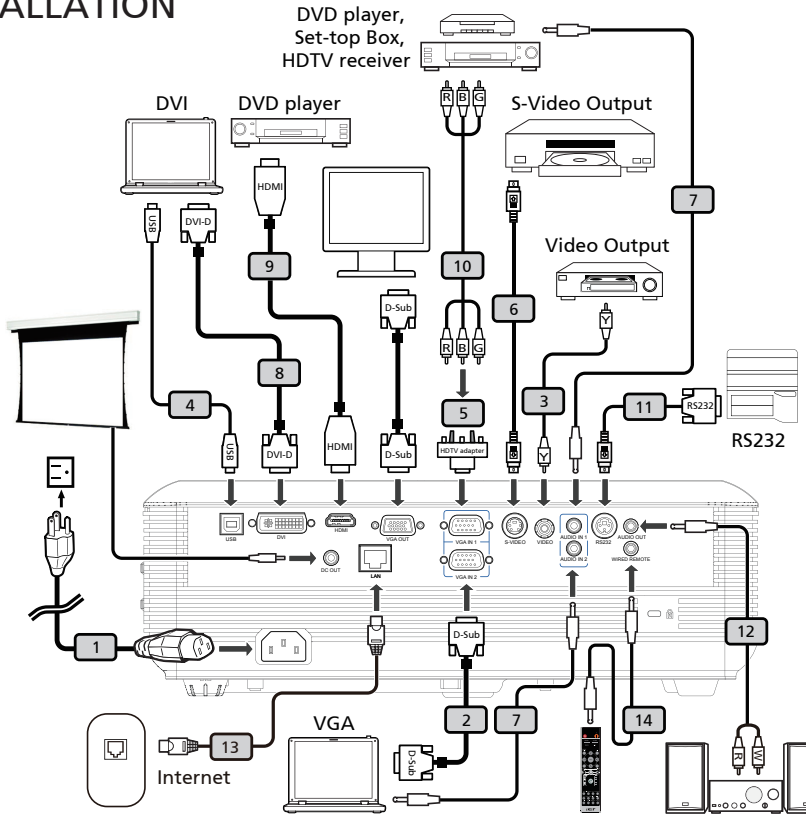 ALLATION
DVD player,
Set-top Box,
HDTV receiver
DVI
DVD player
S-Video Output
R B G
7
USB
DVI-D
HDMI
9
10
Video Output
D-Sub
6
R B G
Y
8
4
5
3
11
RS232
RS232
USB
DVI-D
HDMI
D-Sub
HDTV adapter
Y
USB
DVI
HDMI
VGA OUT
VGA IN 1
S-VIDEO
VIDEO
AUDIO IN 1
RS232
AUDIO OUT
DC OUT
LAN
VGA IN 2
AUDIO IN 2
WIRED REMOTE
1
D-Sub
12
2
7
14
VGA
13
D-Sub
R W
Internet